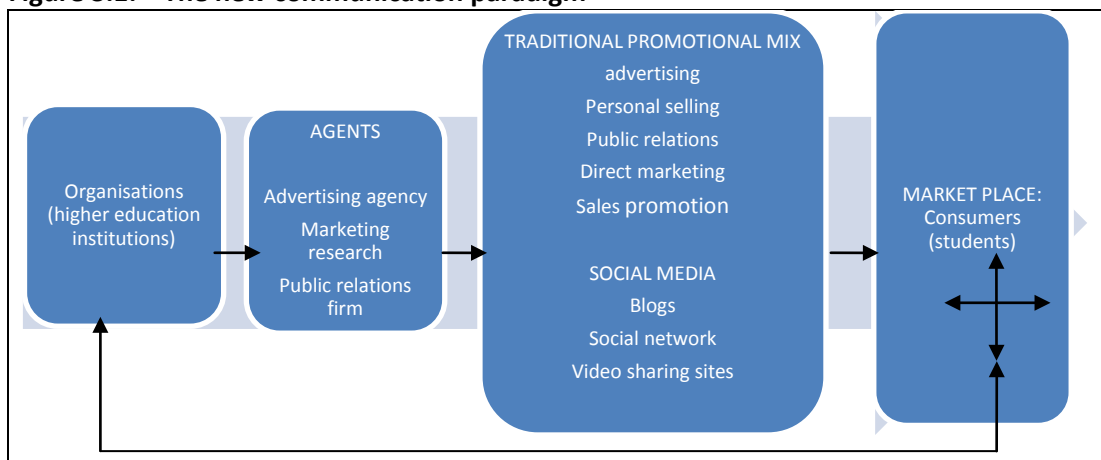 TRADITIONAL PROMOTIONAL MIX
advertising
Personal selling
Public relations
Direct marketing
Sales promotion
SOCIAL MEDIA
Blogs
Social network
Video sharing sites
AGENTS
Advertising agency
Marketing
research
Public relations
firm
Organisations
(higher education
institutions)
MARKET PLACE:
Consumers
(students)